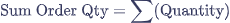 Sum Order Qty = ∑(Quantity)